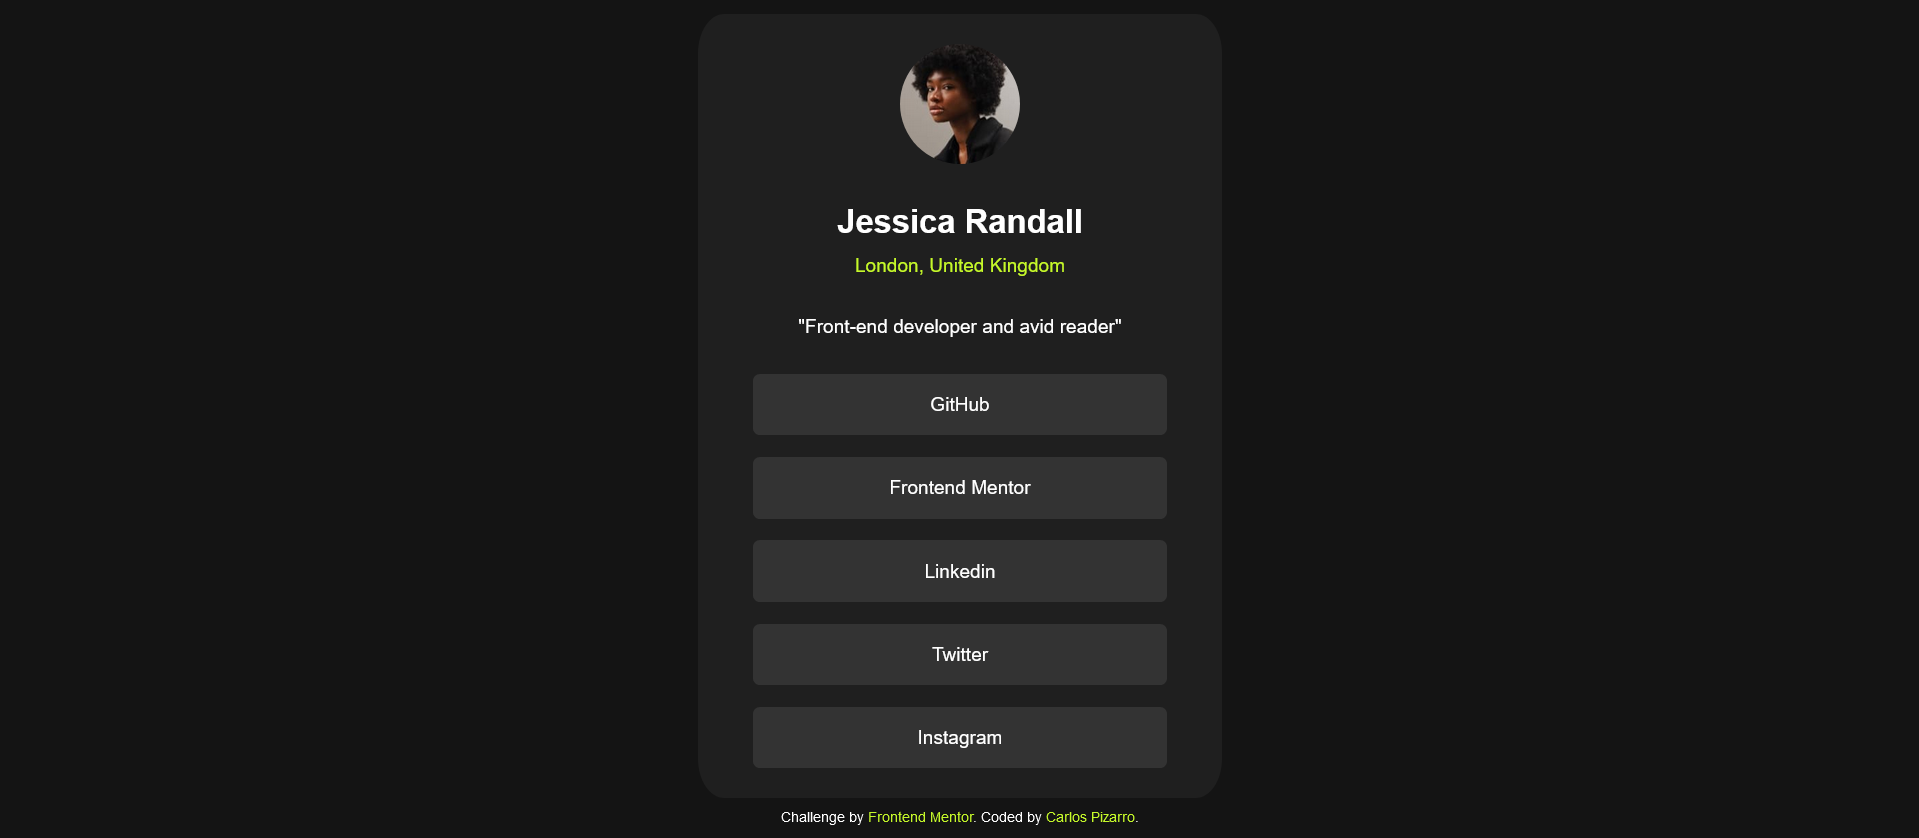 Jessica Randall
London, United Kingdom
"Front-end developer and avid reader"
GitHub
Frontend Mentor
Linkedin
Twitter
Instagram
Challenge by Frontend Mentor. Coded by Carlos Pizarro.